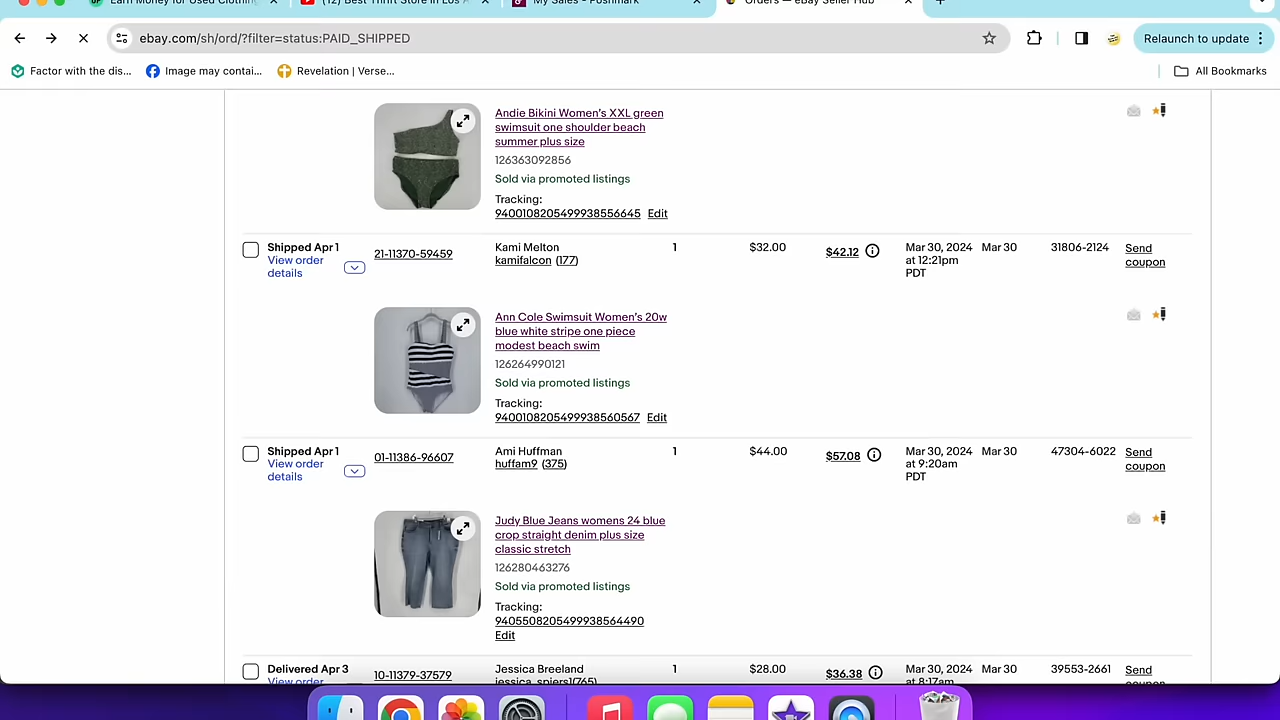 Earn Money for Used Clothin
(12) Best Thrift Store in Los A
My Sales - Poshmark
Orders — eBay Seller Hub
ebay.com/sh/ord/?filter=status:PAID_SHIPPED
Relaunch to update
Factor with the dis...
Image may contai...
Revelation | Verse...
All Bookmarks
Andie Bikini Women's XXL green
swimsuit one shoulder beach
summer plus size
126363092856
Sold via promoted listings
Tracking:
9400108205499938556645 Edit
Shipped Apr 1
View order
details
21-11370-59459
Kami Melton
kamifalcon (177)
1
$32.00
$42.12
Mar 30, 2024
at 12:21pm
PDT
Mar 30
31806-2124
Send
coupon
Ann Cole Swimsuit Women's 20w
blue white stripe one piece
modest beach swim
126264990121
Sold via promoted listings
Tracking:
9400108205499938560567 Edit
Shipped Apr 1
View order
details
01-11386-96607
Ami Huffman
huffam9 (375)
1
$44.00
$57.08
Mar 30, 2024
at 9:20am
PDT
Mar 30
47304-6022
Send
coupon
Judy Blue Jeans womens 24 blue
crop straight denim plus size
classic stretch
126280463276
Sold via promoted listings
Tracking:
9405508205499938564490
Edit
Delivered Apr 3
View order
10-11379-37579
Jessica Breeland
jessica_spiers1(765)
1
$28.00
$36.38
Mar 30, 2024
at 8:17am
Mar 30
39553-2661
Send
coupon